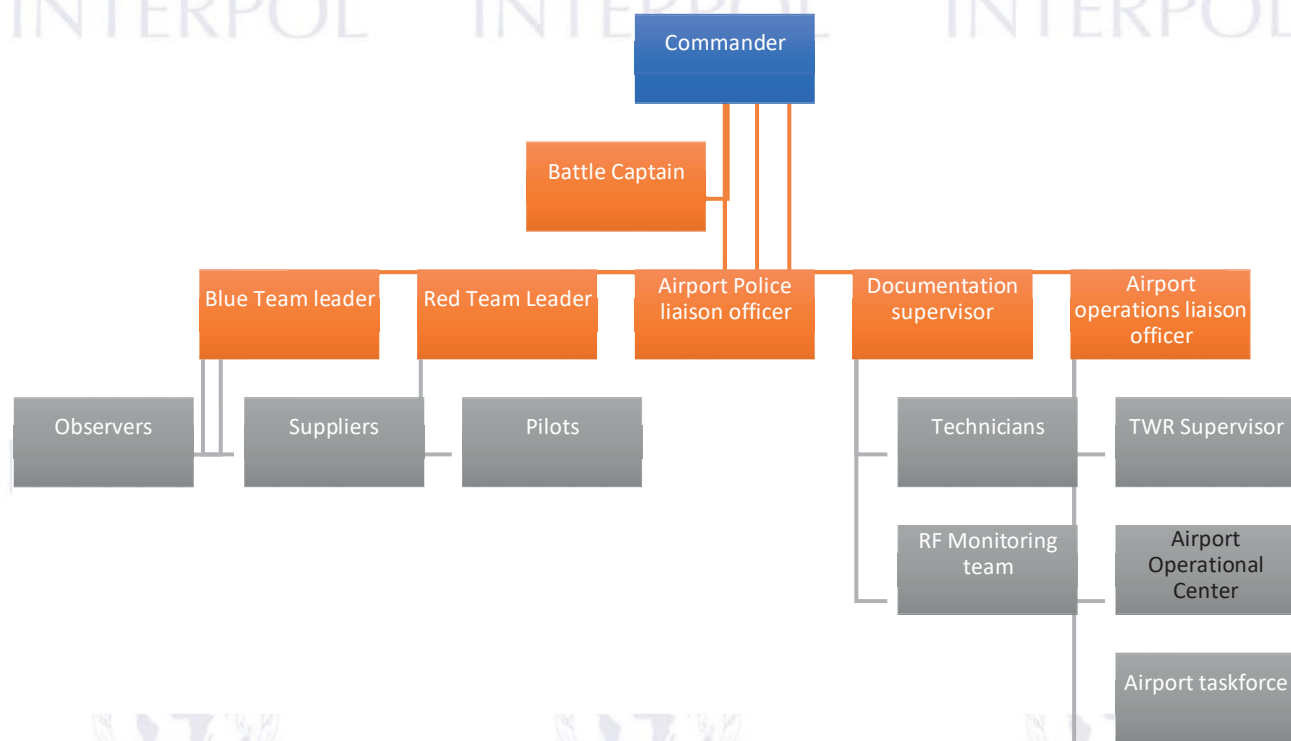 INTERPOL INTERPOL INTERPOL
Commander
Battle Captain
Blue Team leader
Red Team Leader
Airport Police
liaison officer
Documentation
supervisor
Airport
operations liaison
officer
Observers
Suppliers
Pilots
Technicians
TWR Supervisor
RF Monitoring
team
Airport
Operational
Center
Airport taskforce